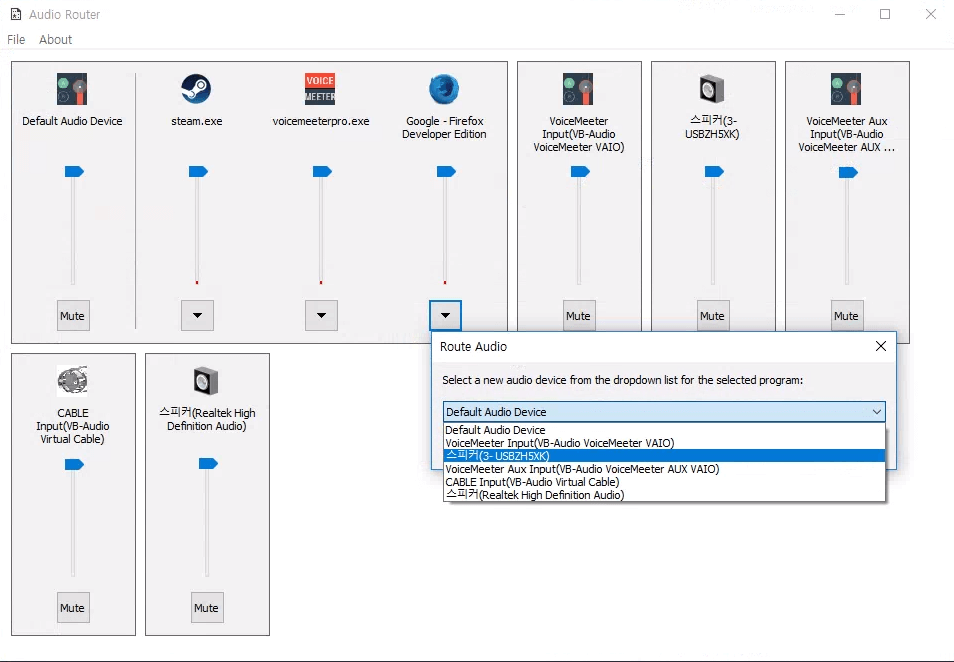 Audio Router
File About
VOICE
MEETER
Default Audio Device
steam.exe
voicemeeterpro.exe
Google - Firefox
Developer Edition
VoiceMeeter
Input(VB-Audio
VoiceMeeter VAIO)
스피커(3-
USBZH5XK)
VoiceMeeter Aux
Input(VB-Audio
VoiceMeeter AUX ...
Mute
Mute
Mute
Mute
Route Audio
Select a new audio device from the dropdown list for the selected program:
Default Audio Device
Default Audio Device
VoiceMeeter Input(VB-Audio VoiceMeeter VAIO)
스피커(3- USBZH5XK)
VoiceMeeter Aux Input(VB-Audio VoiceMeeter AUX VAIO)
CABLE Input(VB-Audio Virtual Cable)
스피커(Realtek High Definition Audio)
CABLE
Input(VB-Audio
Virtual Cable)
스피커(Realtek High
Definition Audio)
Mute
Mute